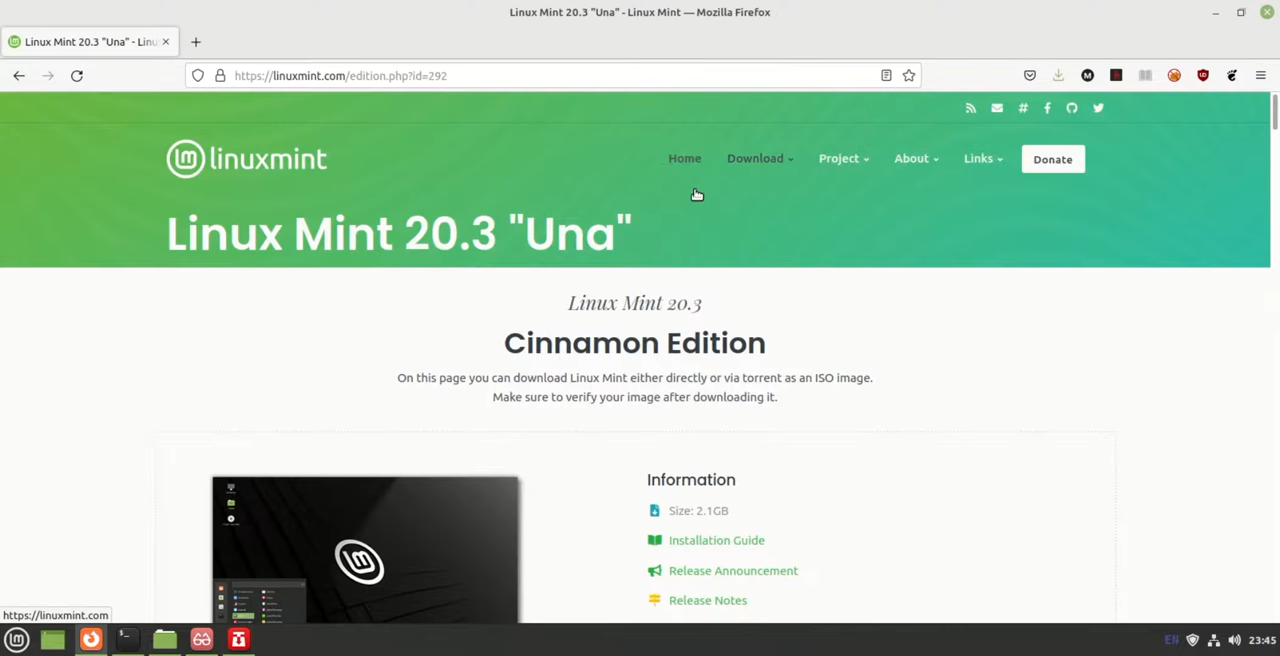 Linux Mint 20.3 "Una" - Linux Mint — Mozilla Firefox
Linux Mint 20.3 "Una" - Linu
https://linuxmint.com/edition.php?id=292
linuxmint
Home
Download
Project
About
Links
Donate
Linux Mint 20.3 "Una"
Linux Mint 20.3
Cinnamon Edition
On this page you can download Linux Mint either directly or via torrent as an ISO image.
Make sure to verify your image after downloading it.
Information
Size: 2.1GB
Installation Guide
Release Announcement
Release Notes
https://linuxmint.com
EN
23:45